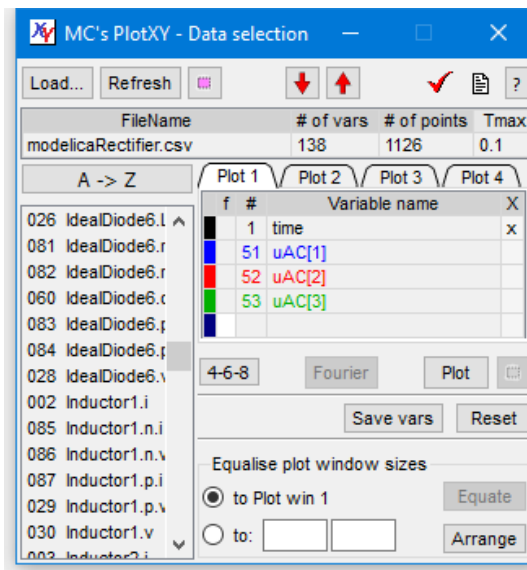 MC's PlotXY - Data selection
Load... Refresh ?
FileName # of vars # of points Tmax
modelicaRectifier.csv 138 1126 0.1
A -> Z
Plot 1 Plot 2 Plot 3 Plot 4
f # Variable name X
1 time x
51 uAC[1]
52 uAC[2]
53 uAC[3]
026 IdealDiode6.L
081 IdealDiode6.r
082 IdealDiode6.r
060 IdealDiode6.c
083 IdealDiode6.p
084 IdealDiode6.p
028 IdealDiode6.v
002 Inductor1.i
085 Inductor1.n.i
086 Inductor1.n.v
087 Inductor1.p.i
029 Inductor1.p.v
030 Inductor1.v
003 Inductor2.i
4-6-8 Fourier Plot
Save vars Reset
Equalise plot window sizes
to Plot win 1 Equate
to: Arrange